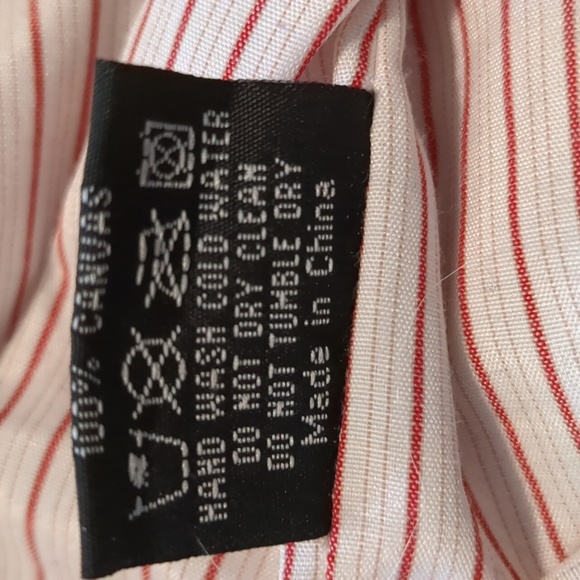 100% CANVAS
HAND WASH COLD WATER
DO NOT DRY CLEAN
DO NOT TUMBLE DRY
Made in China